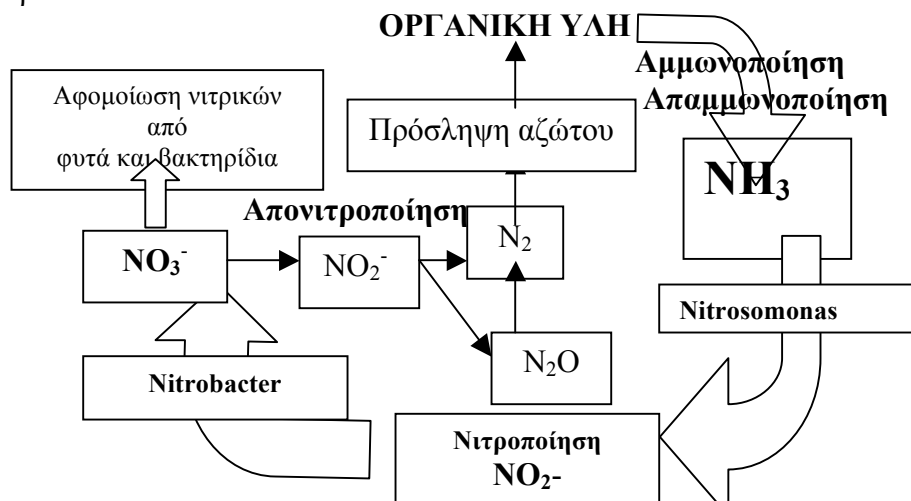 ΟΡΓΑΝΙΚΗ ΥΛΗ
Αμμωνοποίηση
Απαμμωνοποίηση
Αφομοίωση νιτρικών
από
φυτά και βακτηρίδια
Πρόσληψη αζώτου
NH₃
Απονιτροποίηση
NO₃⁻
NO₂⁻
N₂
Nitrosomonas
N₂O
Nitrobacter
Νιτροποίηση
NO₂-